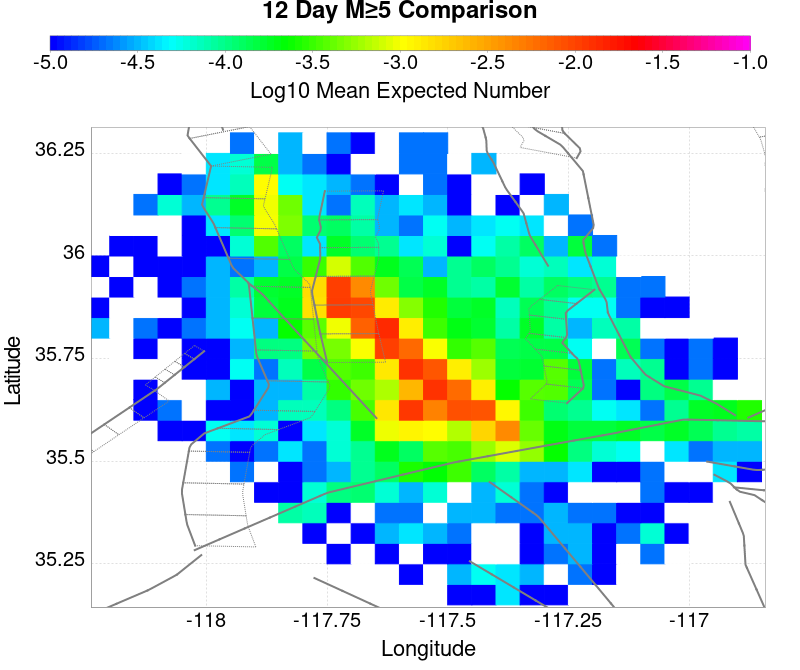 12 Day M≥5 Comparison
-5.0 -4.5 -4.0 -3.5 -3.0 -2.5 -2.0 -1.5 -1.0
Log10 Mean Expected Number
36.25
36
35.75
35.5
35.25
Latitude
-118 -117.75 -117.5 -117.25 -117
Longitude